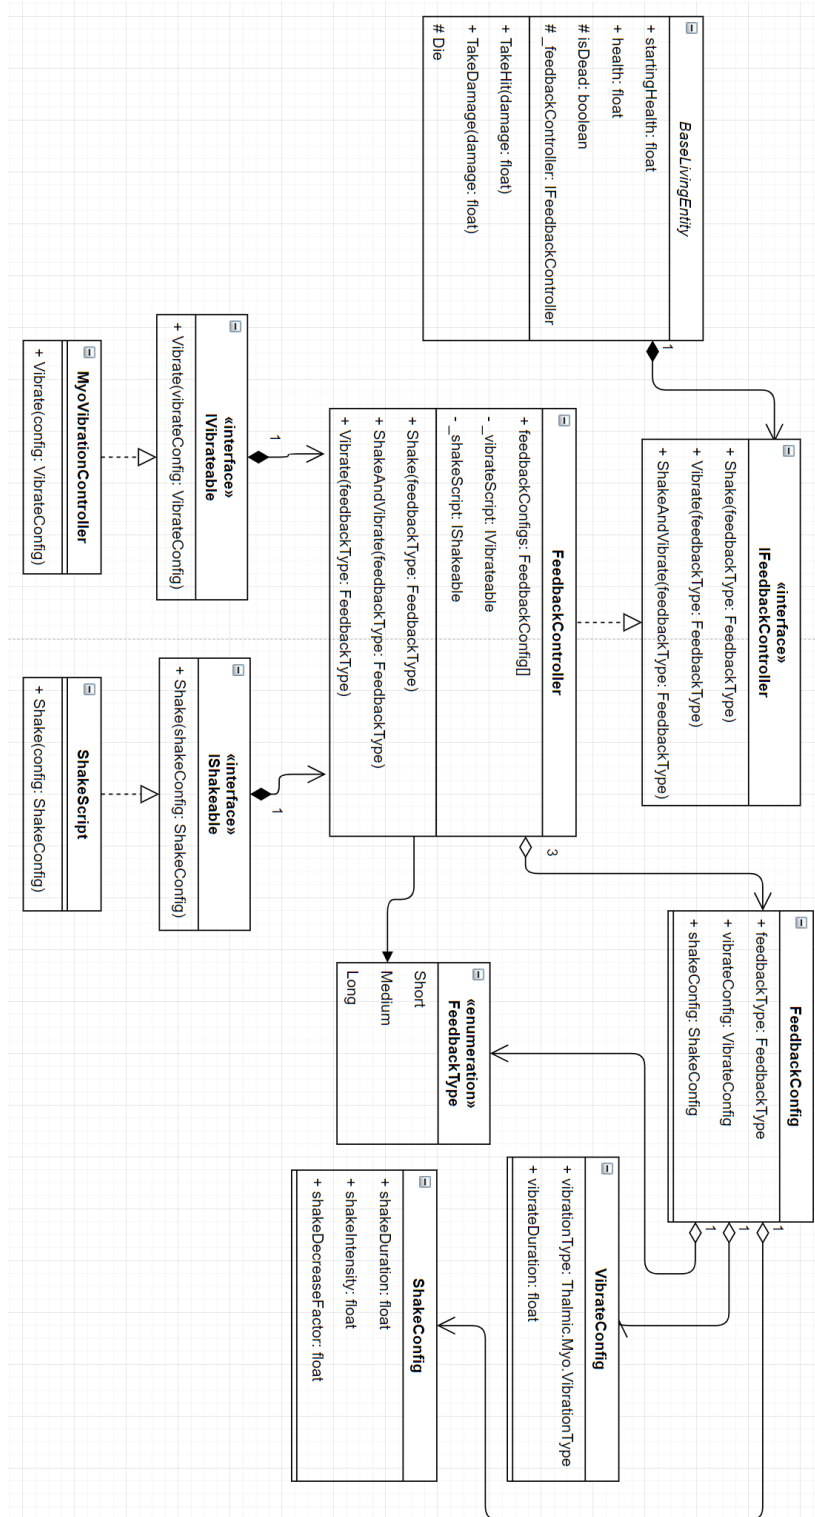 BaseLivingEntity
+ startingHealth: float
+ health: float
# isDead: boolean
# _feedbackController: IFeedbackController
+ TakeHit(damage: float)
+ TakeDamage(damage: float)
# Die
1
«interface»
IFeedbackController
+ Shake(feedbackType: FeedbackType)
+ Vibrate(feedbackType: FeedbackType)
+ ShakeAndVibrate(feedbackType: FeedbackType)
FeedbackController
+ feedbackConfigs: FeedbackConfig[]
- _vibrateScript: IVibrateable
- _shakeScript: IShakeable
+ Shake(feedbackType: FeedbackType)
+ ShakeAndVibrate(feedbackType: FeedbackType)
+ Vibrate(feedbackType: FeedbackType)
3
1
«interface»
IVibrateable
+ Vibrate(vibrateConfig: VibrateConfig)
MyoVibrationController
+ Vibrate(config: VibrateConfig)
1
«interface»
IShakeable
+ Shake(shakeConfig: ShakeConfig)
ShakeScript
+ Shake(config: ShakeConfig)
FeedbackConfig
+ feedbackType: FeedbackType
+ vibrateConfig: VibrateConfig
+ shakeConfig: ShakeConfig
1
1
1
«enumeration»
FeedbackType
Short
Medium
Long
VibrateConfig
+ vibrationType: Thalmic.Myo.VibrationType
+ vibrateDuration: float
ShakeConfig
+ shakeDuration: float
+ shakeIntensity: float
+ shakeDecreaseFactor: float